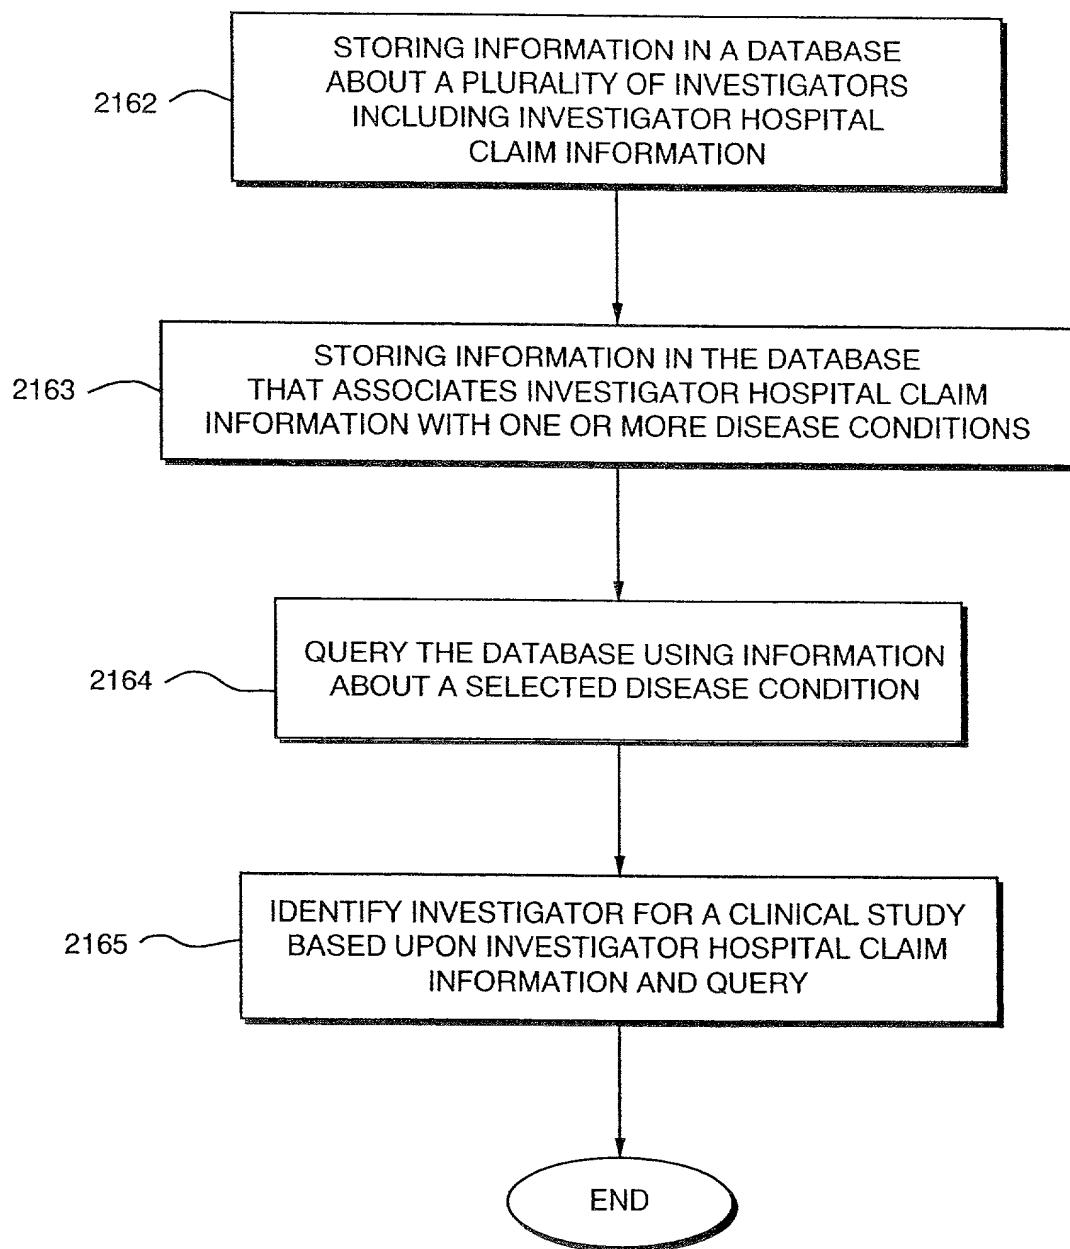 STORING INFORMATION IN A DATABASE
ABOUT A PLURALITY OF INVESTIGATORS
INCLUDING INVESTIGATOR HOSPITAL
CLAIM INFORMATION
2162
STORING INFORMATION IN THE DATABASE
THAT ASSOCIATES INVESTIGATOR HOSPITAL CLAIM
INFORMATION WITH ONE OR MORE DISEASE CONDITIONS
2163
QUERY THE DATABASE USING INFORMATION
ABOUT A SELECTED DISEASE CONDITION
2164
IDENTIFY INVESTIGATOR FOR A CLINICAL STUDY
BASED UPON INVESTIGATOR HOSPITAL CLAIM
INFORMATION AND QUERY
2165
END